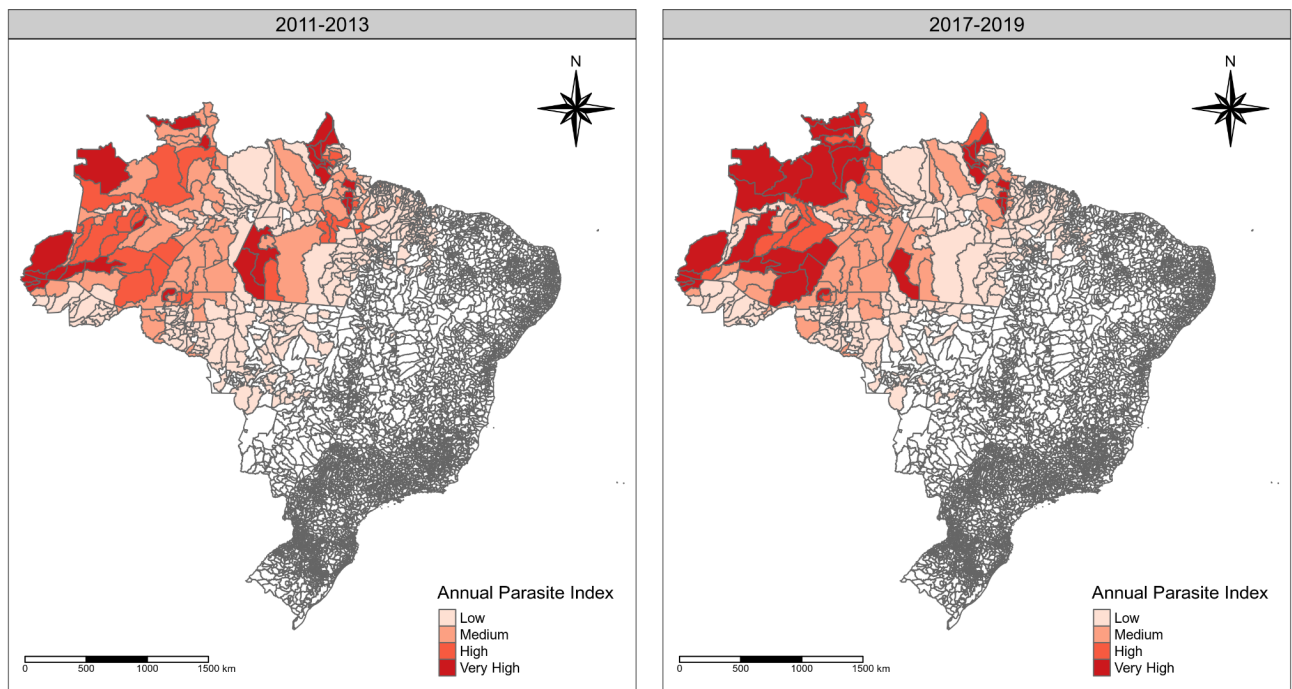 2011-2013
N
Annual Parasite Index
Low
Medium
High
Very High
0 500 1000 1500 km
2017-2019
N
Annual Parasite Index
Low
Medium
High
Very High
0 500 1000 1500 km